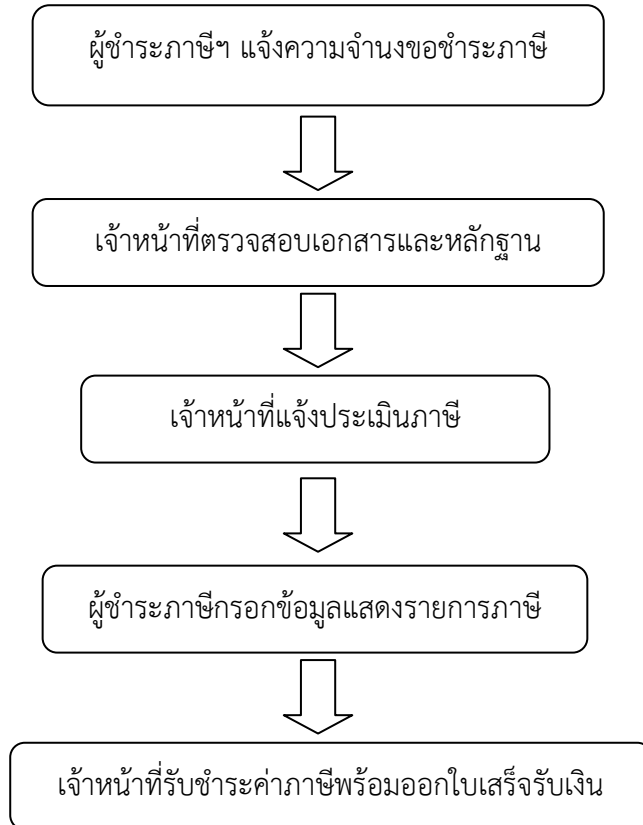 ผู้ชำระภาษีฯ แจ้งความจำนงขอชำระภาษี
เจ้าหน้าที่ตรวจสอบเอกสารและหลักฐาน
เจ้าหน้าที่แจ้งประเมินภาษี
ผู้ชำระภาษีกรอกข้อมูลแสดงรายการภาษี
เจ้าหน้าที่รับชำระค่าภาษีพร้อมออกใบเสร็จรับเงิน